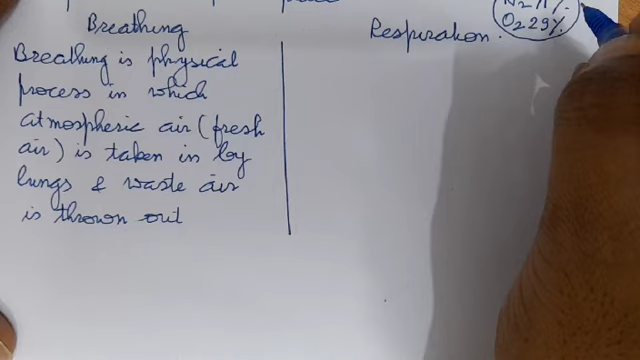 Breathing
Respiration.
O2 29%
Breathing is physical
process in which
atmospheric air (fresh
air) is taken in by
lungs & waste air
is thrown out